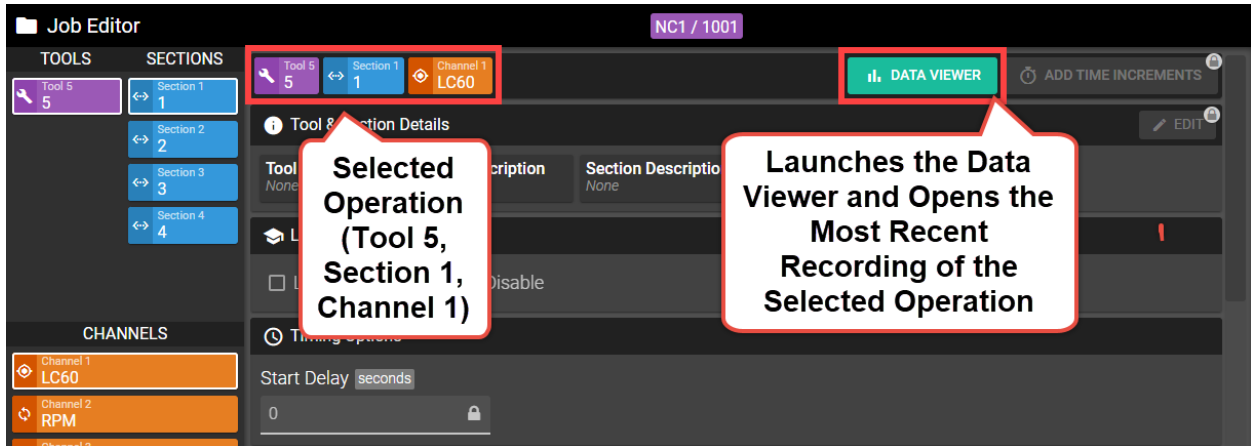 Job Editor
NC1 / 1001
TOOLS
SECTIONS
Tool 5
5
Section 1
1
Section 2
2
Section 3
3
Section 4
4
CHANNELS
Channel 1
LC60
Channel 2
RPM
Tool 5
5
Section 1
1
Channel 1
LC60
DATA VIEWER
ADD TIME INCREMENTS
Tool & Section Details
EDIT
Tool
None
Section Description
None
Disable
Timing Options
Start Delay seconds
0
Selected
Operation
(Tool 5,
Section 1,
Channel 1)
Launches the Data
Viewer and Opens the
Most Recent
Recording of the
Selected Operation